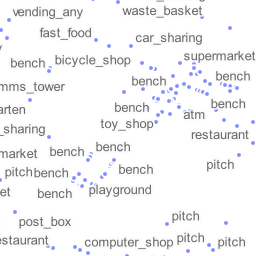 vending_any
waste_basket
fast_food
car_sharing
supermarket
bench
bicycle_shop
bench
bench
mms_tower
bench
bench
arten
atm
toy_shop
_sharing
restaurant
bench
bench
market
pitch
pitch
bench
bench
et
bench
playground
post_box
pitch
estaurant
computer_shop
pitch
pitch